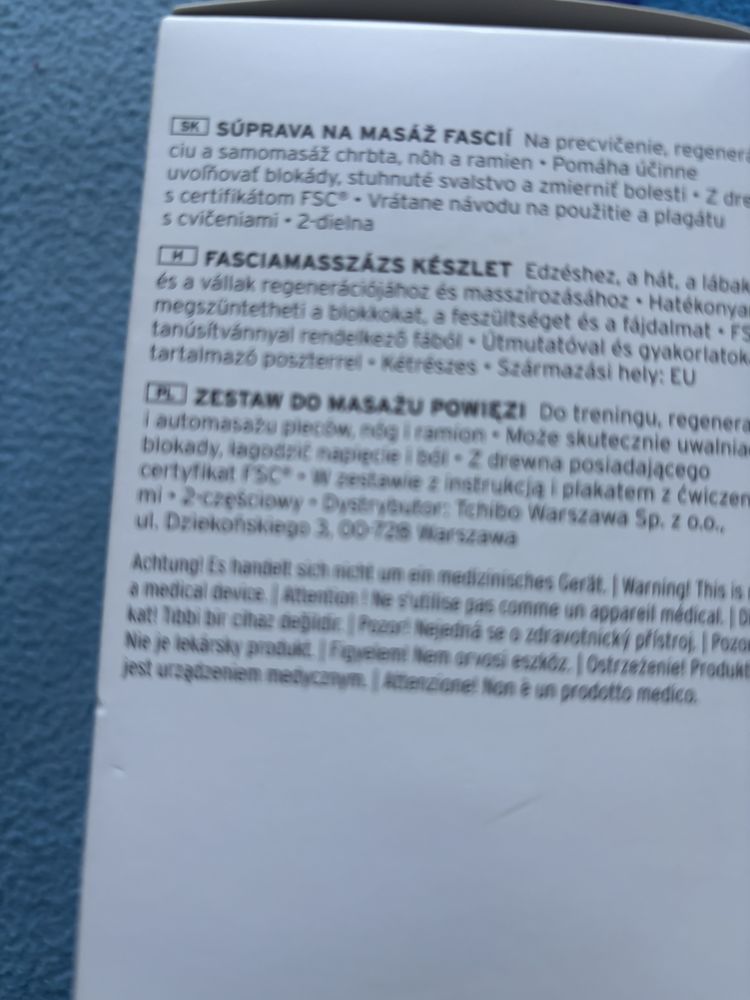 SK SÚPRAVA NA MASÁŽ FASCIÍ Na precvičenie, regenerá
ciu a samomasáž chrbta, nôh a ramien • Pomáha účinne
uvoľňovať blokády, stuhnuté svalstvo a zmierniť bolesti • Z dre
s certifikátom FSC® • Vrátane návodu na použitie a plagátu
s cvičeniami • 2-dielna
H FASCIAMASSZÁZS KÉSZLET Edzéshez, a hát, a lábak
és a vállak regenerációjához és masszírozásához • Hatékonya
megszüntetheti a blokkokat, a feszültséget és a fájdalmat • FS
tanúsítvánnyal rendelkező fából • Útmutatóval és gyakorlatoka
tartalmazó poszterrel • Kétrészes • Származási hely: EU
PL ZESTAW DO MASAŻU POWIĘZI Do treningu, regenera
i automasażu pleców, nóg i ramion • Może skutecznie uwalnia
blokady, łagodzić napięcie i ból • Z drewna posiadającego
certyfikat FSC® • W zestawie z instrukcją i plakatem z ćwiczen
mi • 2-częściowy • Dystrybutor: Tchibo Warszawa Sp. z o.o.,
ul. Dziekońskiego 3, 00-728 Warszawa
Achtung! Es handelt sich nicht um ein medizinisches Gerät. | Warning! This is
a medical device. | Attention ! Ne s'utilise pas comme un appareil médical. | Di
kat! Tıbbi bir cihaz değildir. | Pozor! Nejedná se o zdravotnický přístroj. | Pozo
Nie je lekársky produkt. | Figyelem! Nem orvosi eszköz. | Ostrzeżenie! Produkt
jest urządzeniem medycznym. | Attenzione! Non è un prodotto medico.